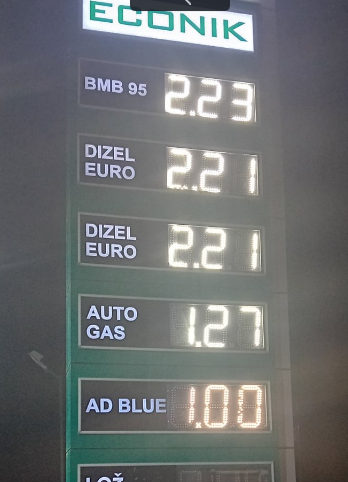 ECONIK
BMB 95 2.23
DIZEL
EURO 2.21
DIZEL
EURO 2.21
AUTO
GAS 1.27
AD BLUE 1.00